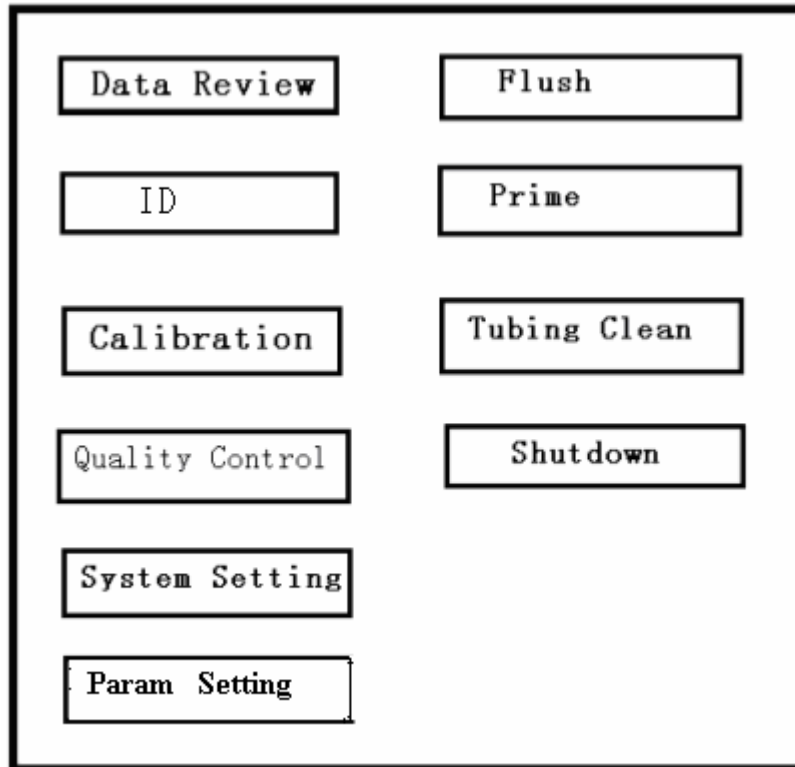 Data Review
ID
Calibration
Quality Control
System Setting
Param Setting
Flush
Prime
Tubing Clean
Shutdown